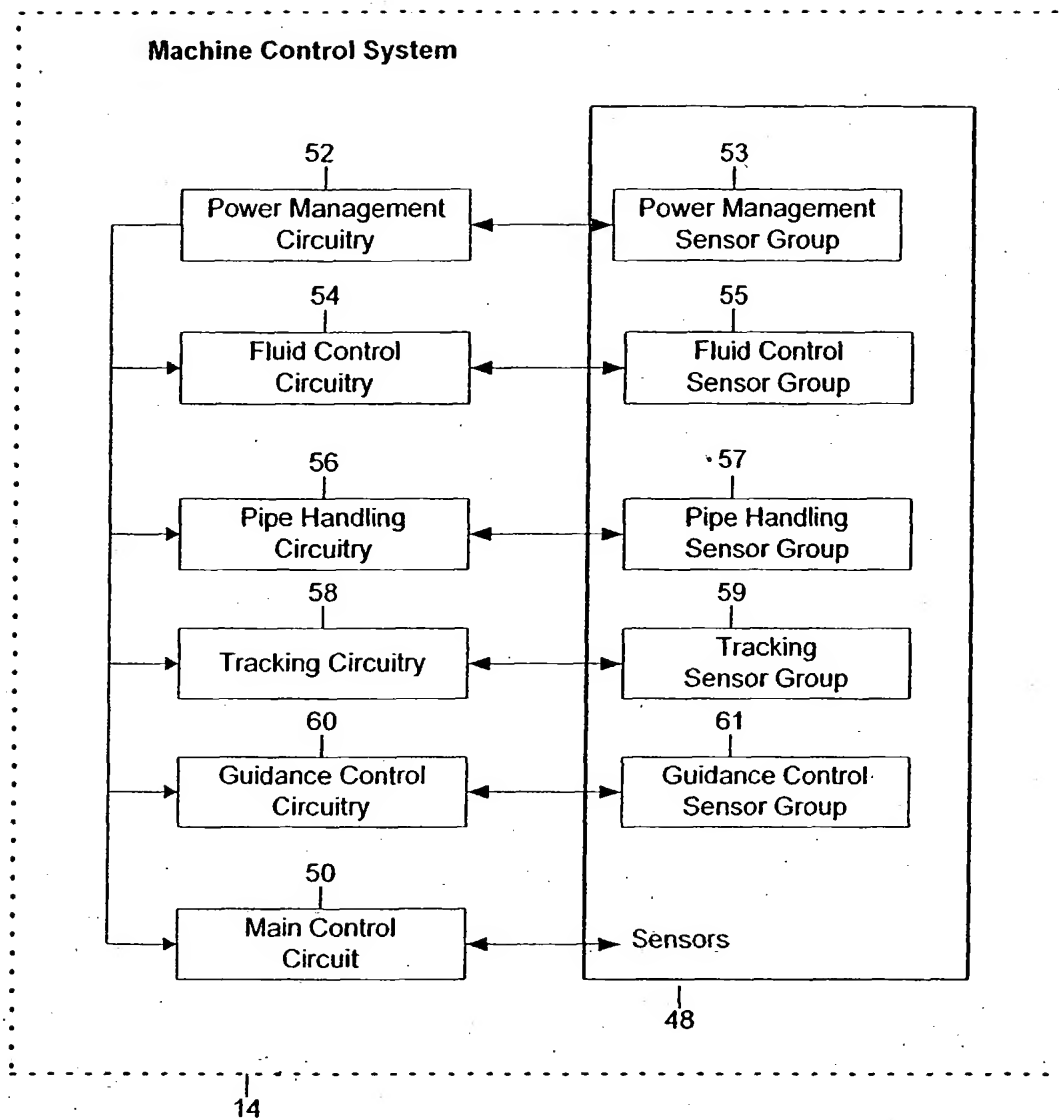 Machine Control System
52
Power Management
Circuitry
53
Power Management
Sensor Group
54
Fluid Control
Circuitry
55
Fluid Control
Sensor Group
56
Pipe Handling
Circuitry
57
Pipe Handling
Sensor Group
58
Tracking Circuitry
59
Tracking
Sensor Group
60
Guidance Control
Circuitry
61
Guidance Control
Sensor Group
50
Main Control
Circuit
Sensors
48
14